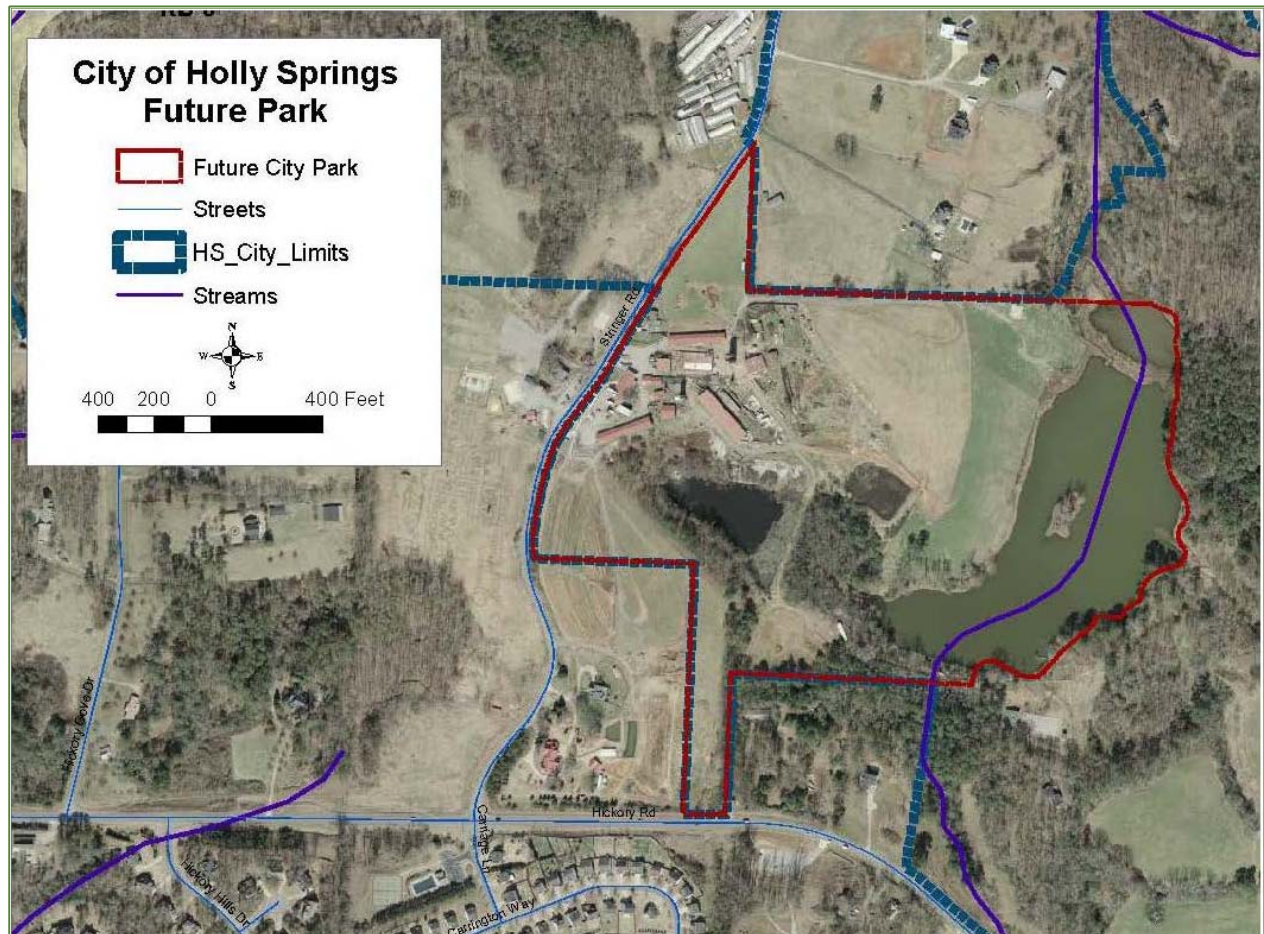 City of Holly Springs
Future Park
Future City Park
Streets
HS_City_Limits
Streams
N
W E
S
400 200 0 400 Feet
Stringer Rd
Hickory Cove Dr
Hickory Rd
Carriage Ln
Hickory Hills Dr
Carrington Way